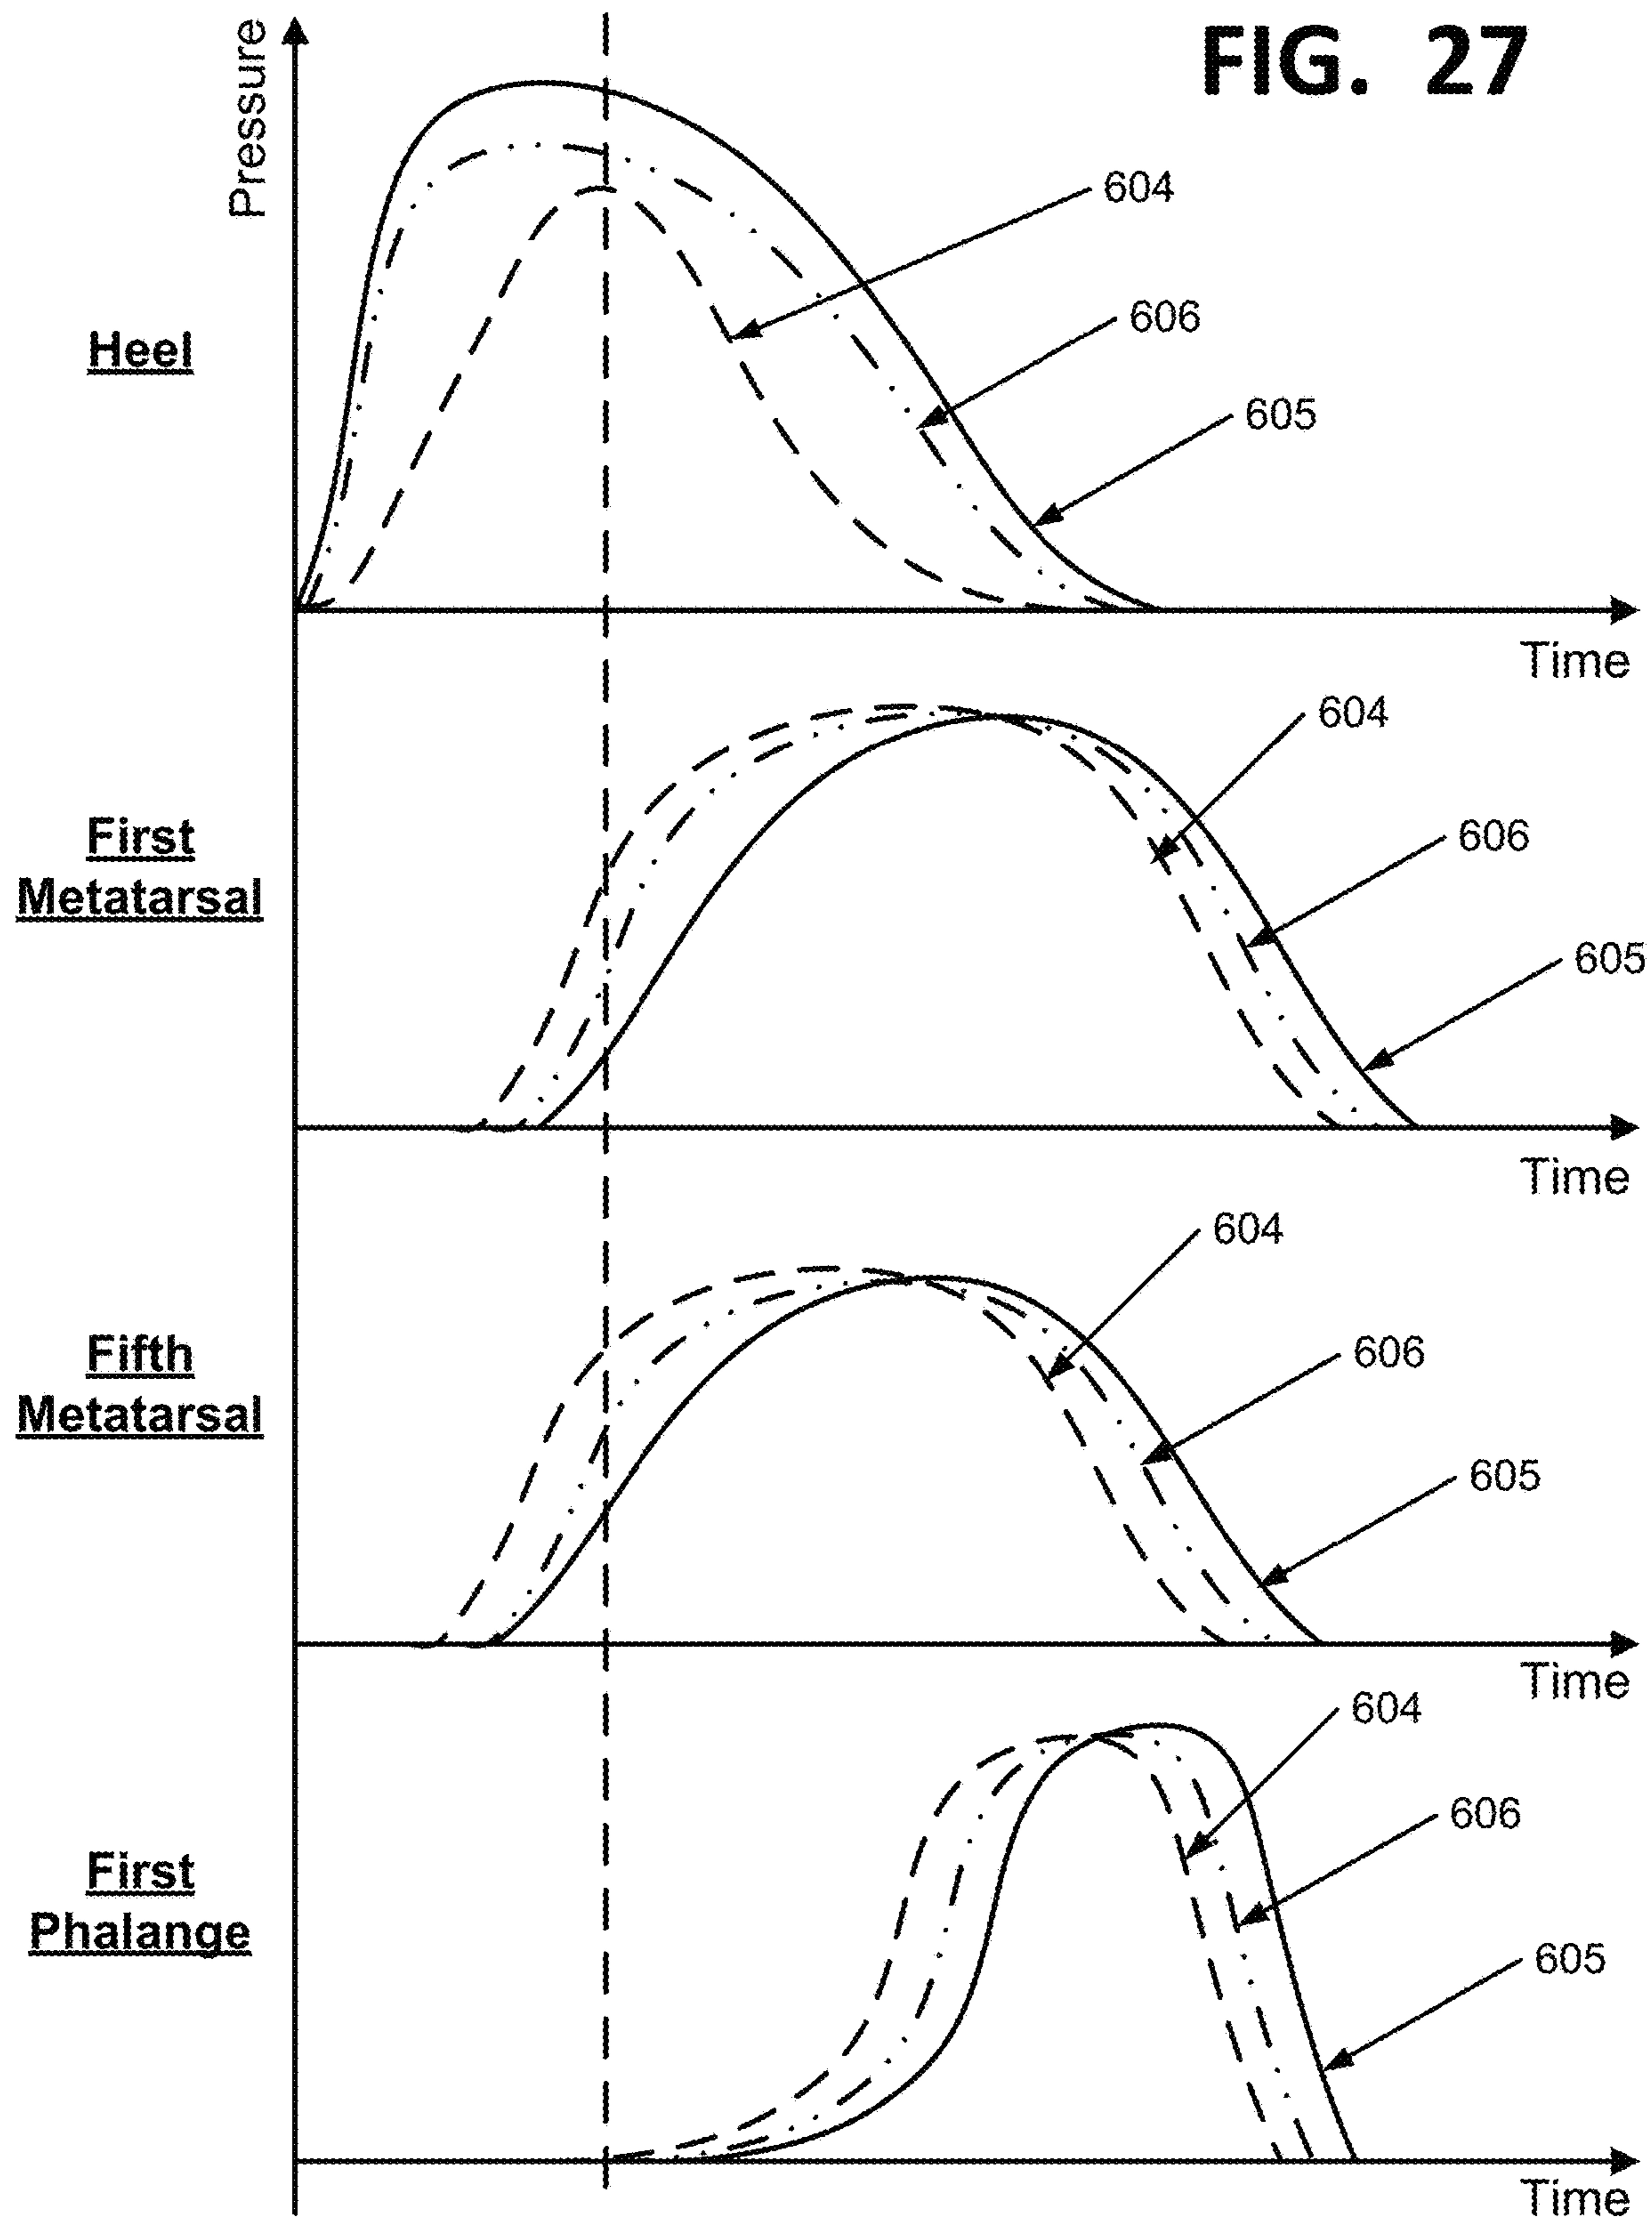 FIG. 27
Pressure
604
606
Heel
605
Time
604
First
Metatarsal
606
605
Time
604
Fifth
Metatarsal
606
605
Time
604
606
First
Phalange
605
Time